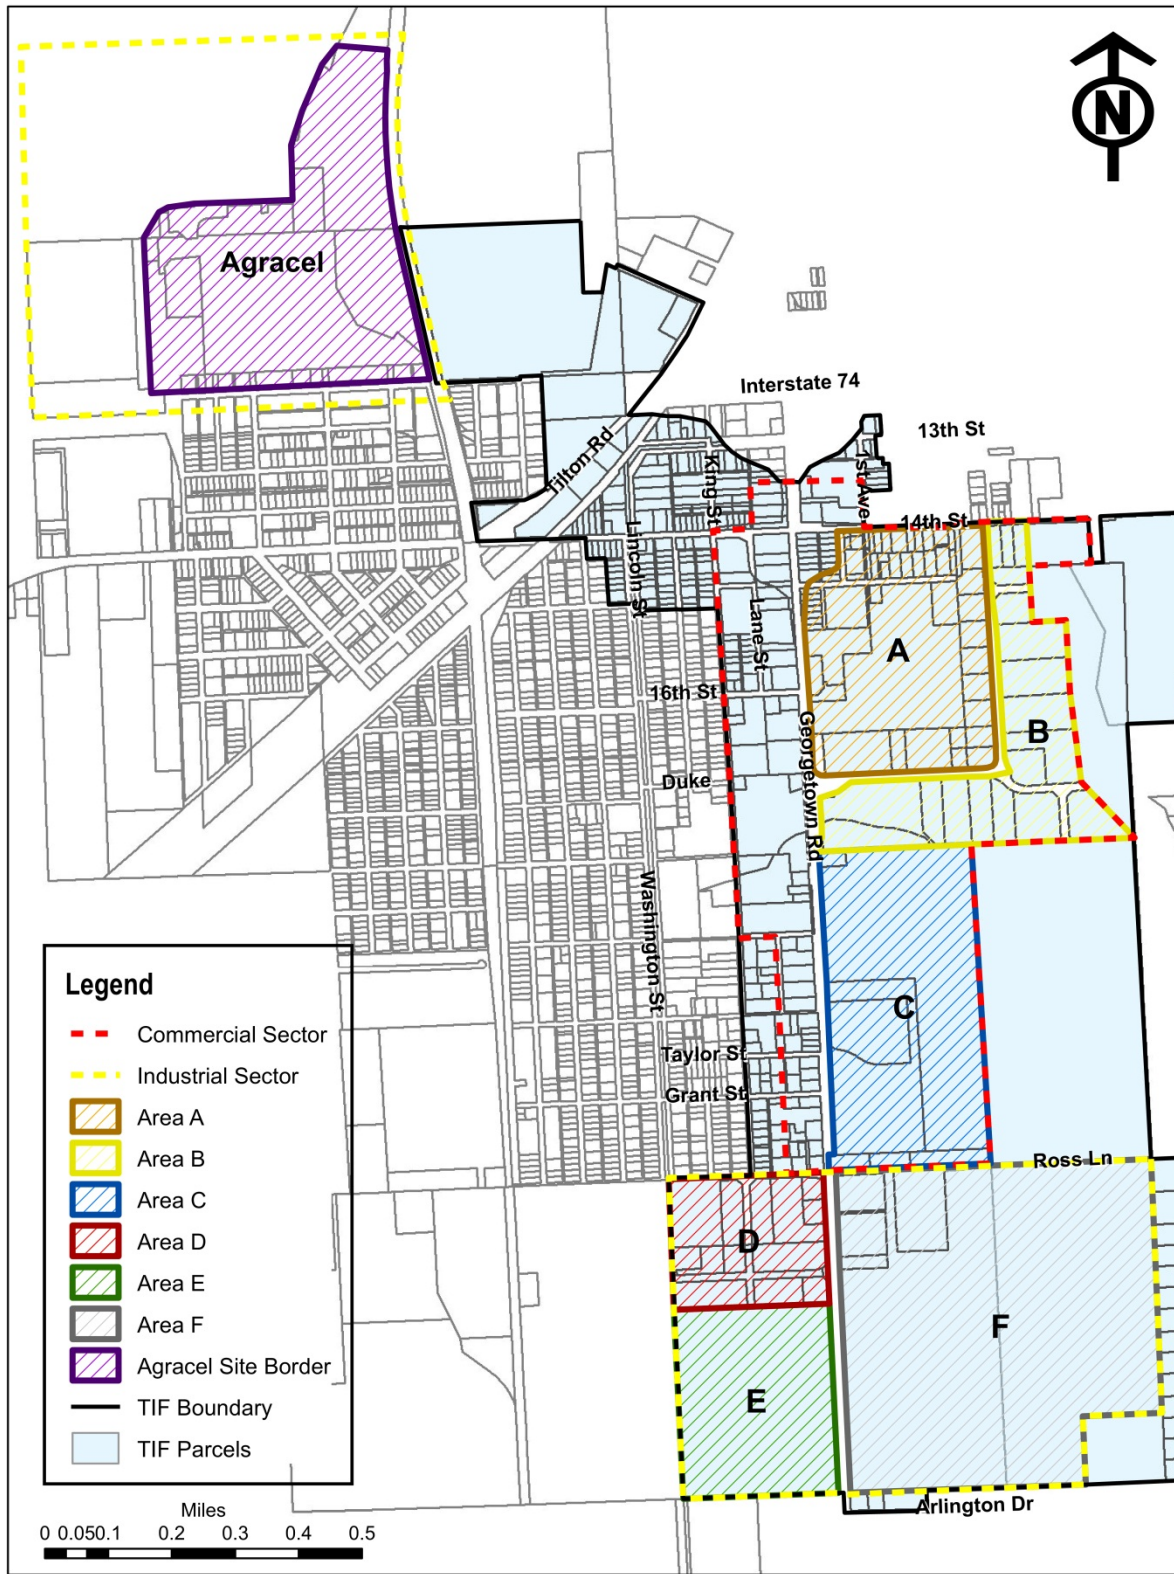 N
Agracel
Interstate 74
13th St
Tilton Rd
King St
1st Ave
14th St
Lincoln St
Lane St
A
16th St
B
Georgetown Rd
Duke
Washington St
C
Taylor St
Grant St
Ross Ln
D
F
E
Arlington Dr
Legend
Commercial Sector
Industrial Sector
Area A
Area B
Area C
Area D
Area E
Area F
Agracel Site Border
TIF Boundary
TIF Parcels
Miles
0 0.050.1 0.2 0.3 0.4 0.5